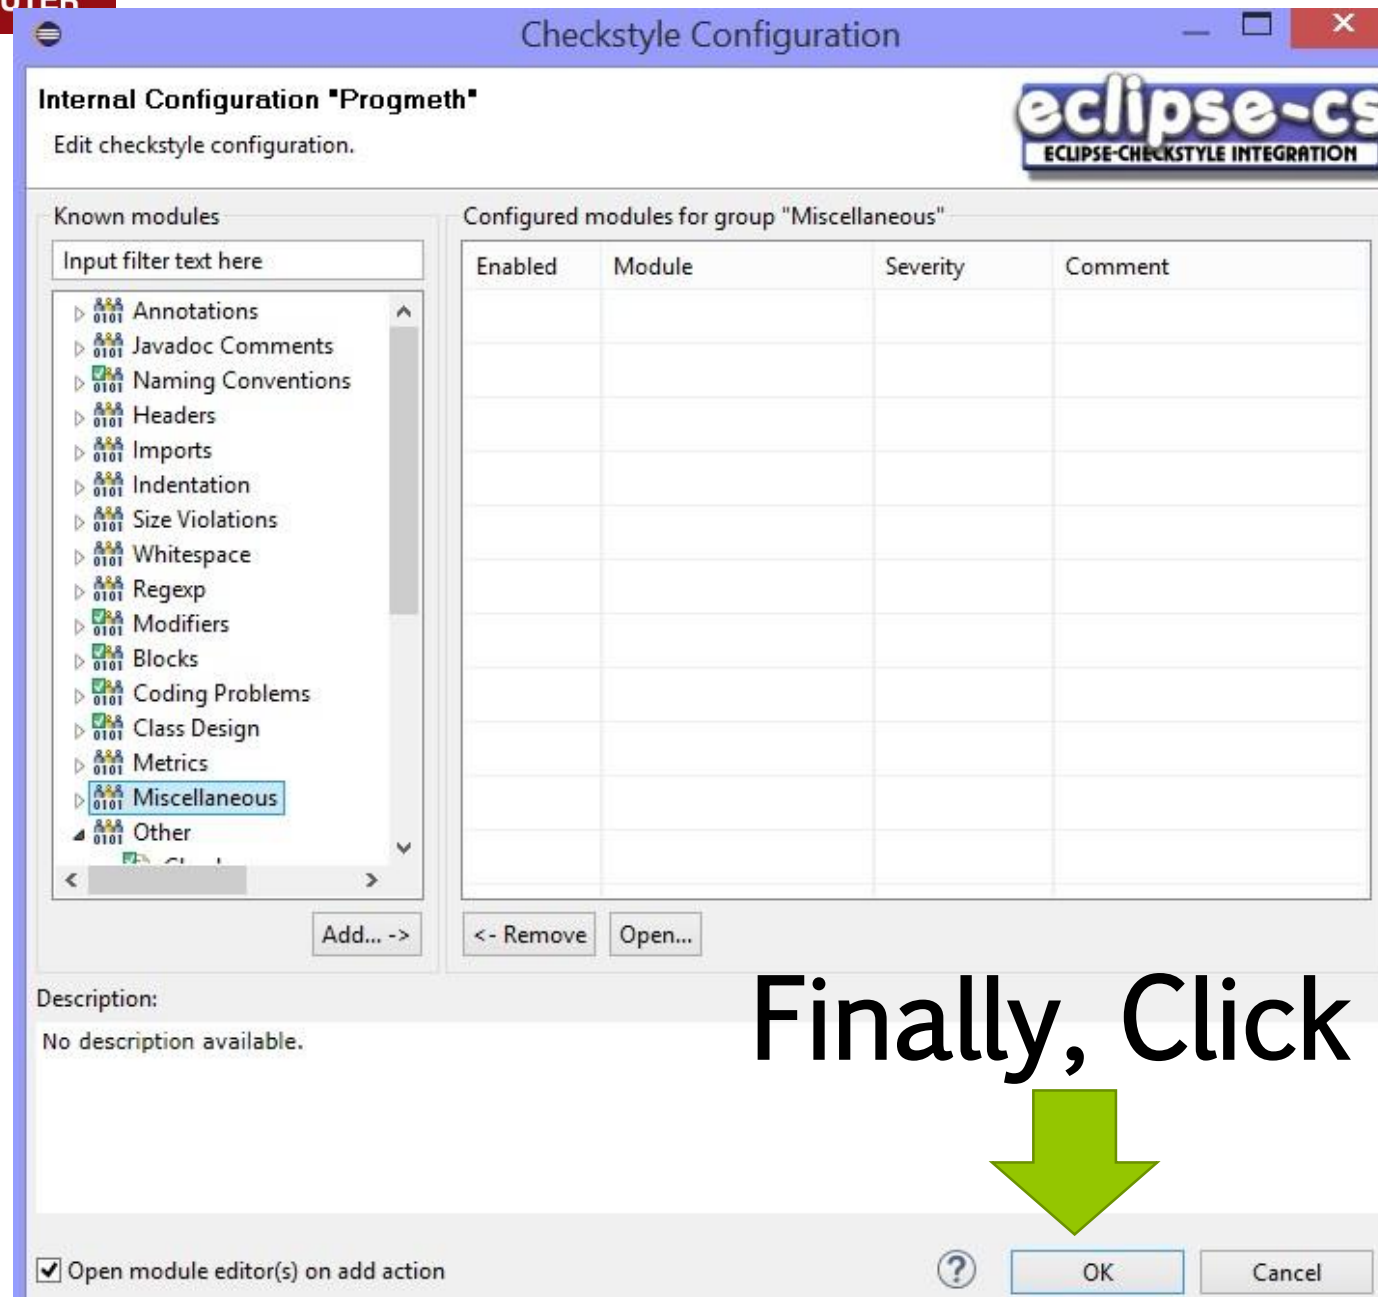 Checkstyle Configuration
Internal Configuration "Progmeth"
Edit checkstyle configuration.
eclipse-cs
ECLIPSE-CHECKSTYLE INTEGRATION
Known modules
Input filter text here
Annotations
Javadoc Comments
Naming Conventions
Headers
Imports
Indentation
Size Violations
Whitespace
Regexp
Modifiers
Blocks
Coding Problems
Class Design
Metrics
Miscellaneous
Other
Add... ->
Configured modules for group "Miscellaneous"
Enabled Module Severity Comment
<- Remove Open...
Finally, Click
Description:
No description available.
Open module editor(s) on add action
? OK Cancel